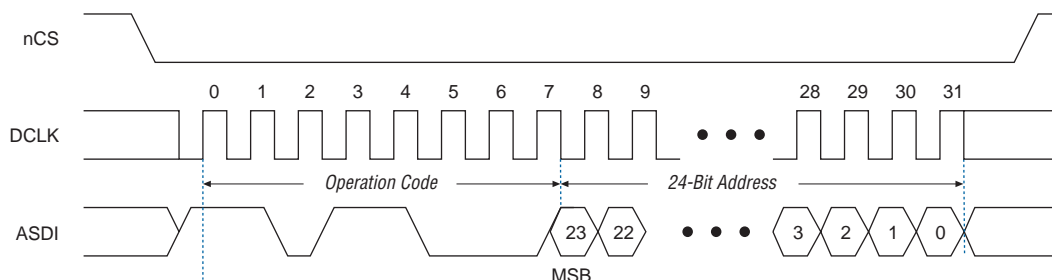 nCS
0 1 2 3 4 5 6 7 8 9 28 29 30 31
DCLK
Operation Code 24-Bit Address
ASDI 23 22 3 2 1 0
MSB